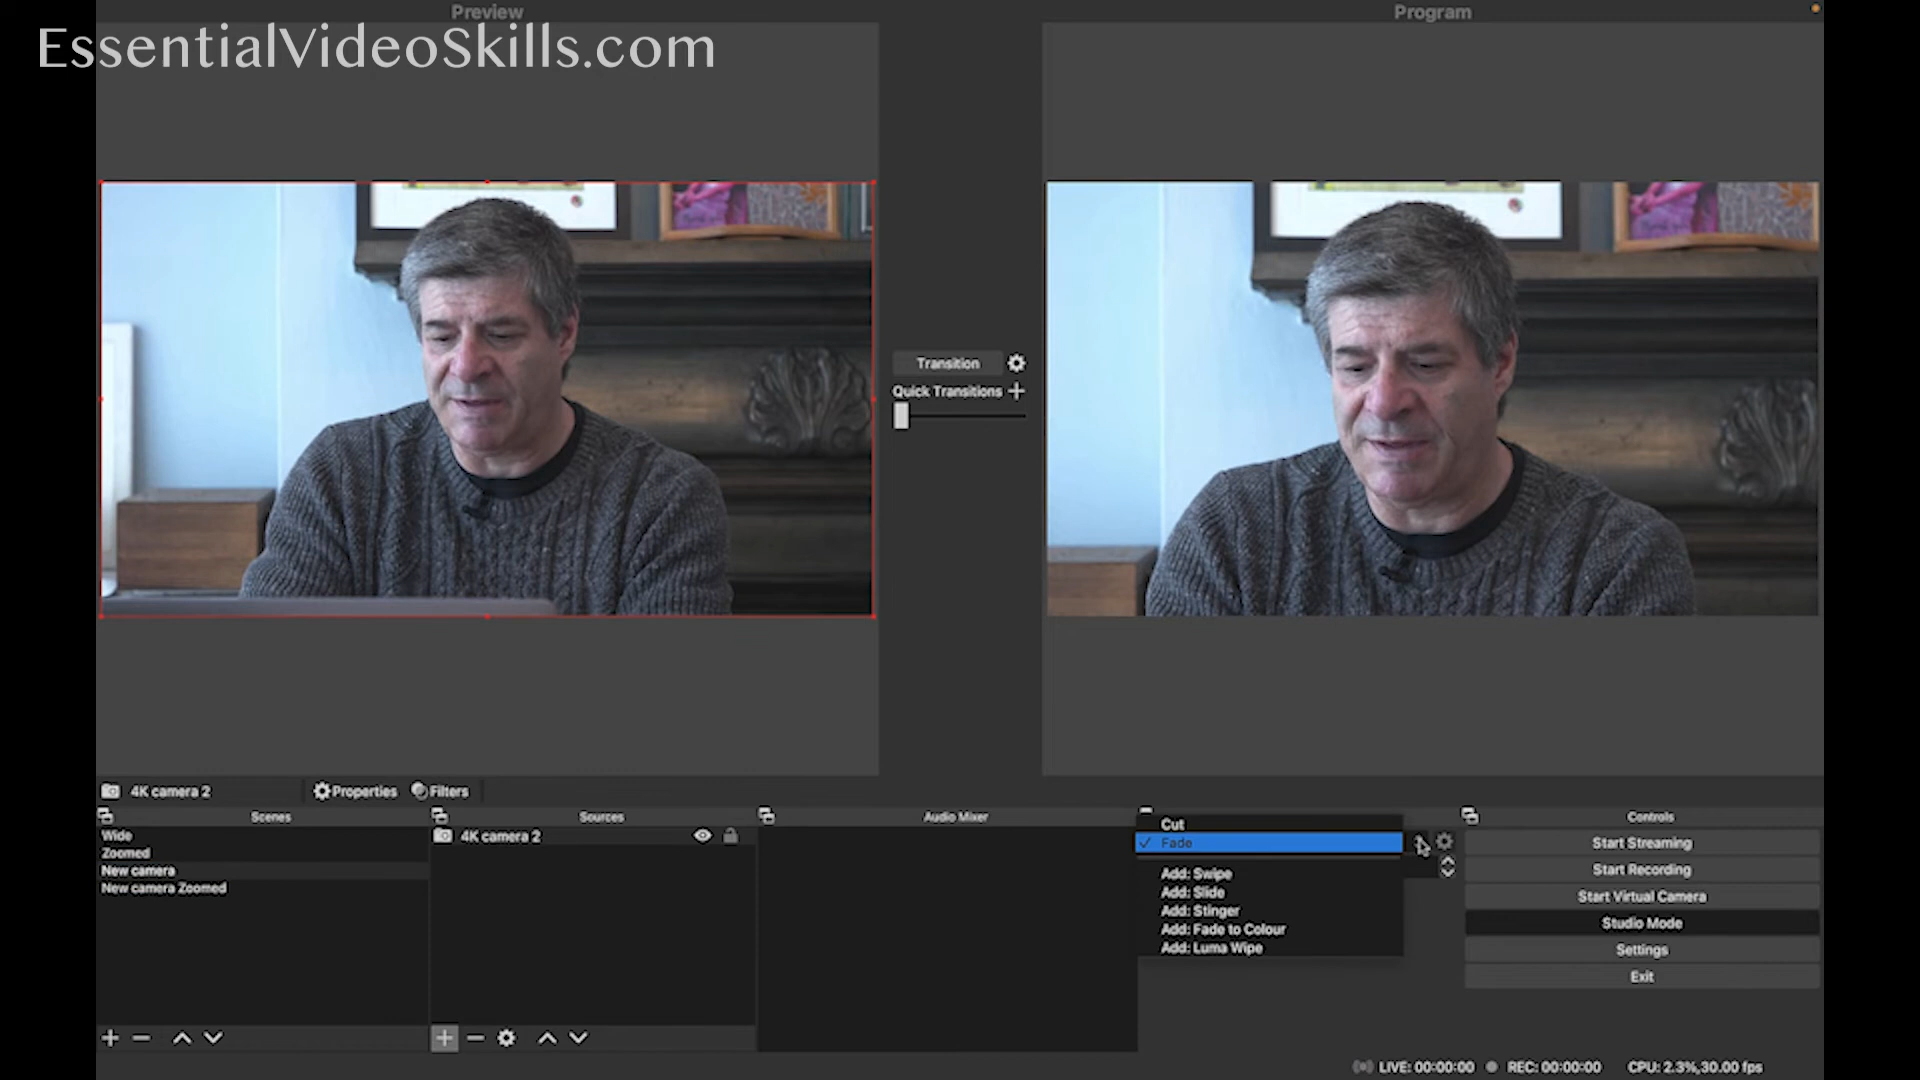 Preview
Program
EssentialVideoSkills.com
Transition
Quick Transitions
4K camera 2
Properties
Filters
Scenes
Wide
Zoomed
New camera
New camera Zoomed
Sources
4K camera 2
Audio Mixer
Cut
Fade
Add: Swipe
Add: Slide
Add: Stinger
Add: Fade to Colour
Add: Luma Wipe
Controls
Start Streaming
Start Recording
Start Virtual Camera
Studio Mode
Settings
Exit
LIVE: 00:00:00
REC: 00:00:00
CPU: 2.3%,30.00 fps